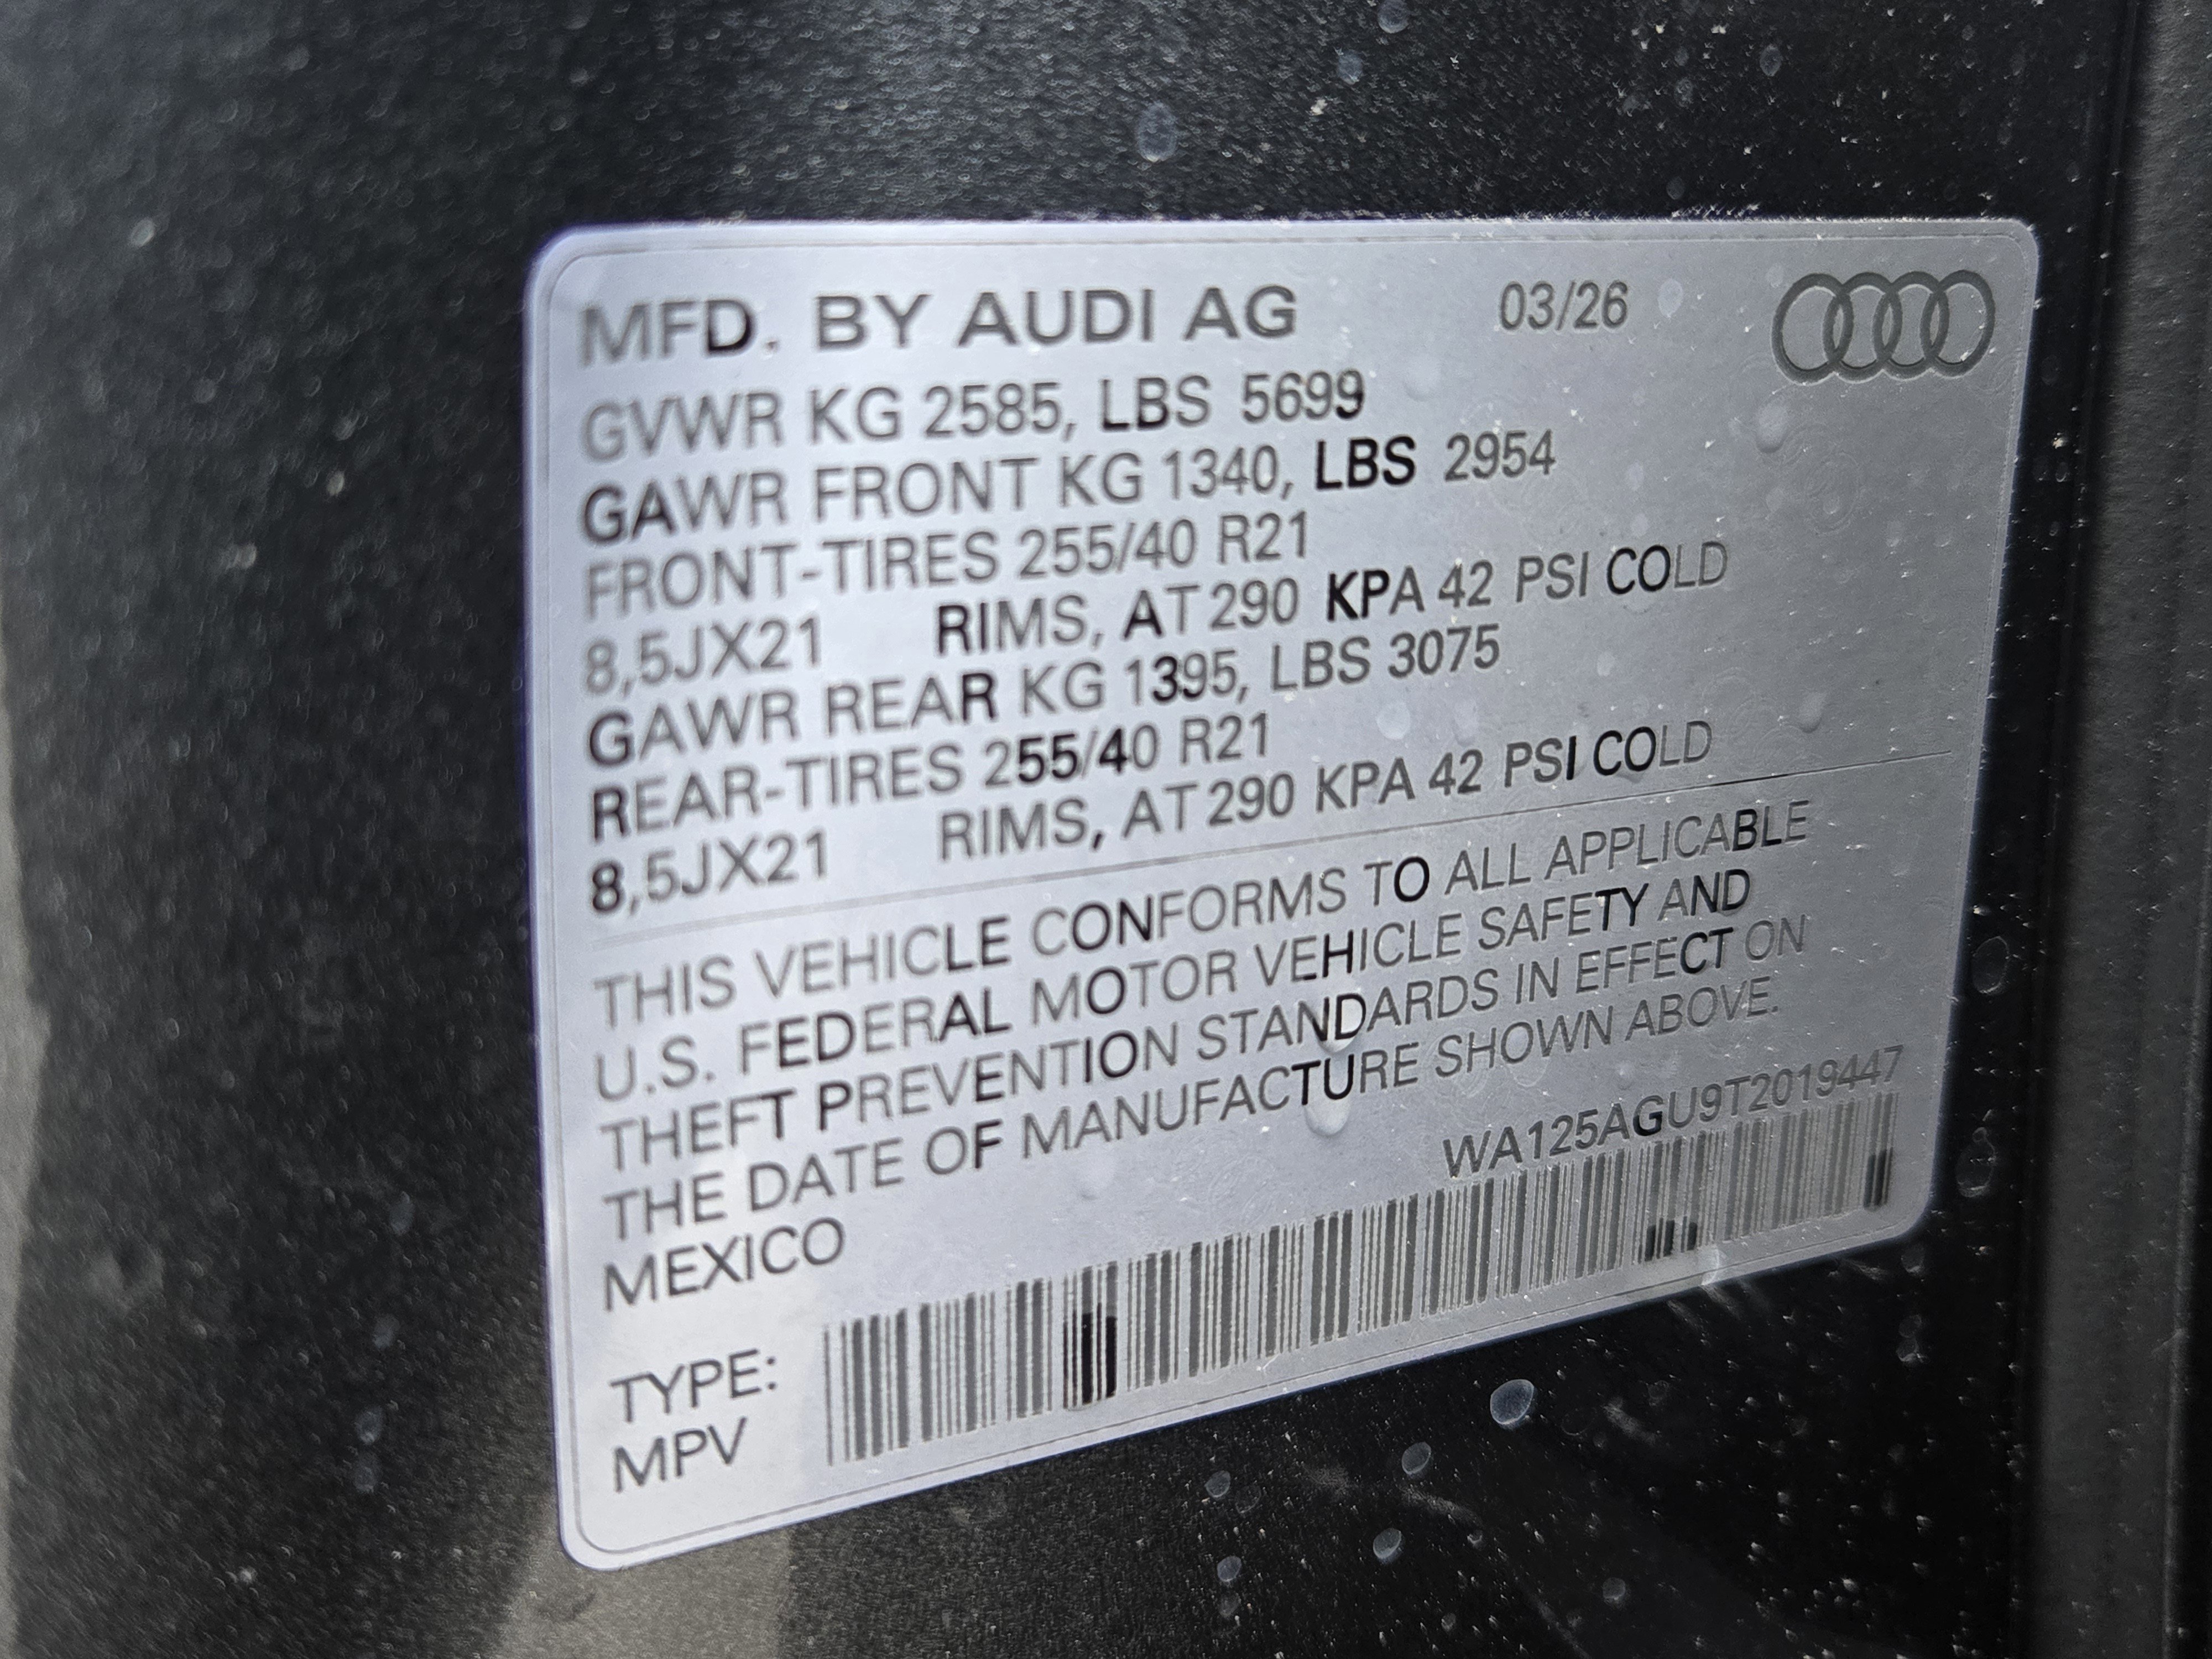 MFD. BY AUDI AG 03/26
GVWR KG 2585, LBS 5699
GAWR FRONT KG 1340, LBS 2954
FRONT-TIRES 255/40 R21
8,5JX21 RIMS, AT 290 KPA 42 PSI COLD
GAWR REAR KG 1395, LBS 3075
REAR-TIRES 255/40 R21
8,5JX21 RIMS, AT 290 KPA 42 PSI COLD
THIS VEHICLE CONFORMS TO ALL APPLICABLE
U.S. FEDERAL MOTOR VEHICLE SAFETY AND
THEFT PREVENTION STANDARDS IN EFFECT ON
THE DATE OF MANUFACTURE SHOWN ABOVE.
MEXICO
WA125AGU9T2019447
TYPE:
MPV